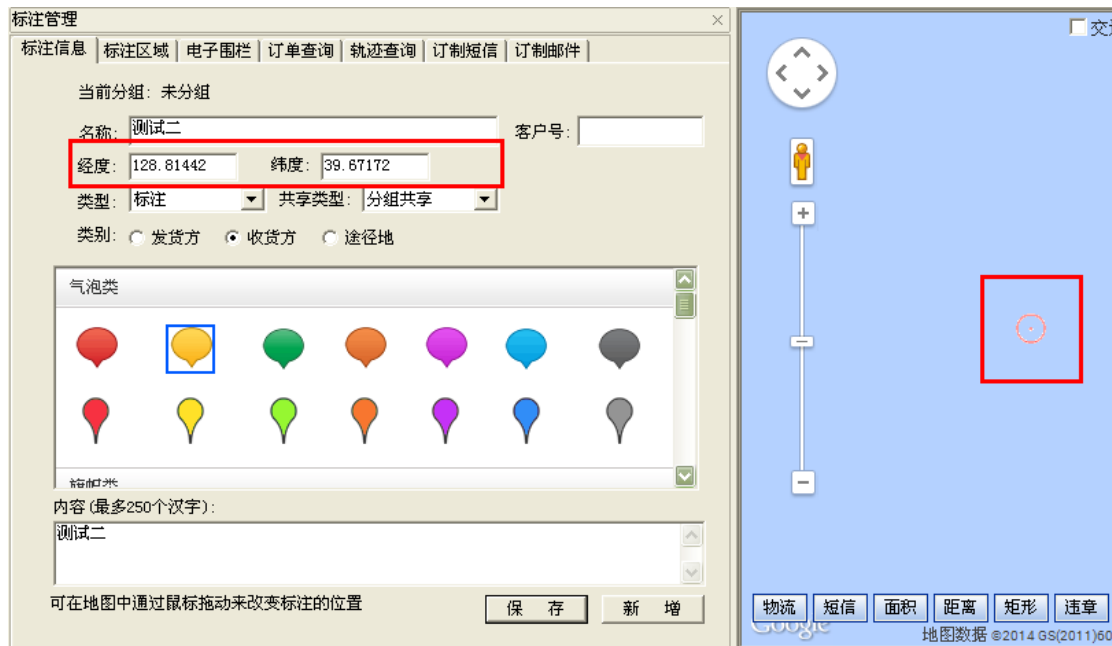 标注管理
标注信息 标注区域 电子围栏 订单查询 轨迹查询 订制短信 订制邮件
当前分组：未分组
名称： 测试二 客户号：
经度： 128.81442 纬度： 39.67172
类型： 标注 共享类型： 分组共享
类别： 发货方 收货方 途径地
气泡类
旗帜类
内容(最多250个汉字)：
测试二
可在地图中通过鼠标拖动来改变标注的位置 保 存 新 增
物流 短信 面积 距离 矩形 违章
Google
地图数据 ©2014 GS(2011)60